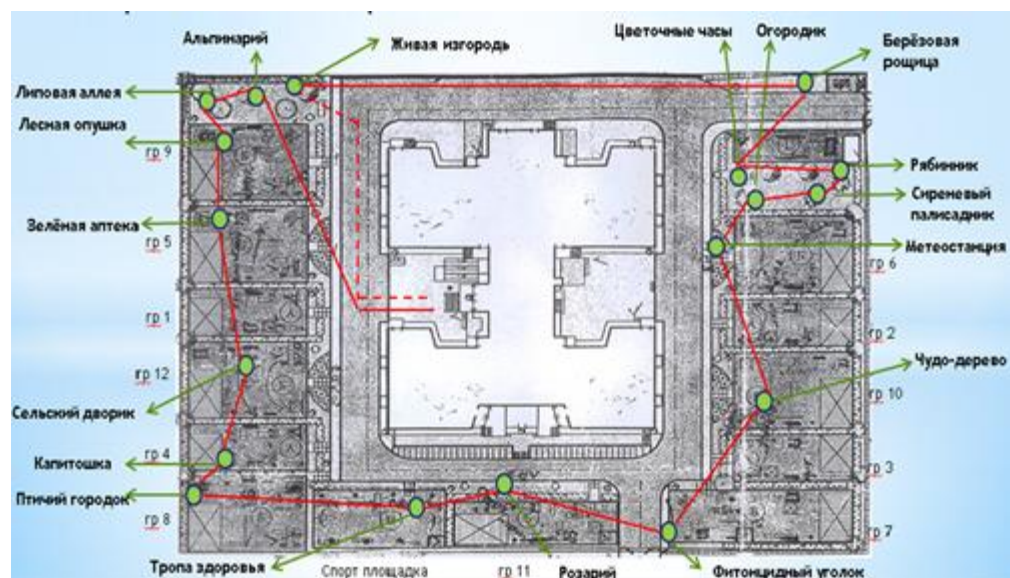 Альпинарий
Живая изгородь
Цветочные часы
Огородик
Берёзовая
рощица
Липовая аллея
Лесная опушка
гр 9
Рябинник
Сиреневый
палисадник
Зелёная аптека
гр 5
Метеостанция
гр 6
гр 1
гр 2
гр 12
Чудо-дерево
гр 10
Сельский дворик
гр 4
Капитошка
гр 3
Птичий городок
гр 8
гр 7
Тропа здоровья
Спорт площадка
гр 11
Розарий
Фитонцидный уголок